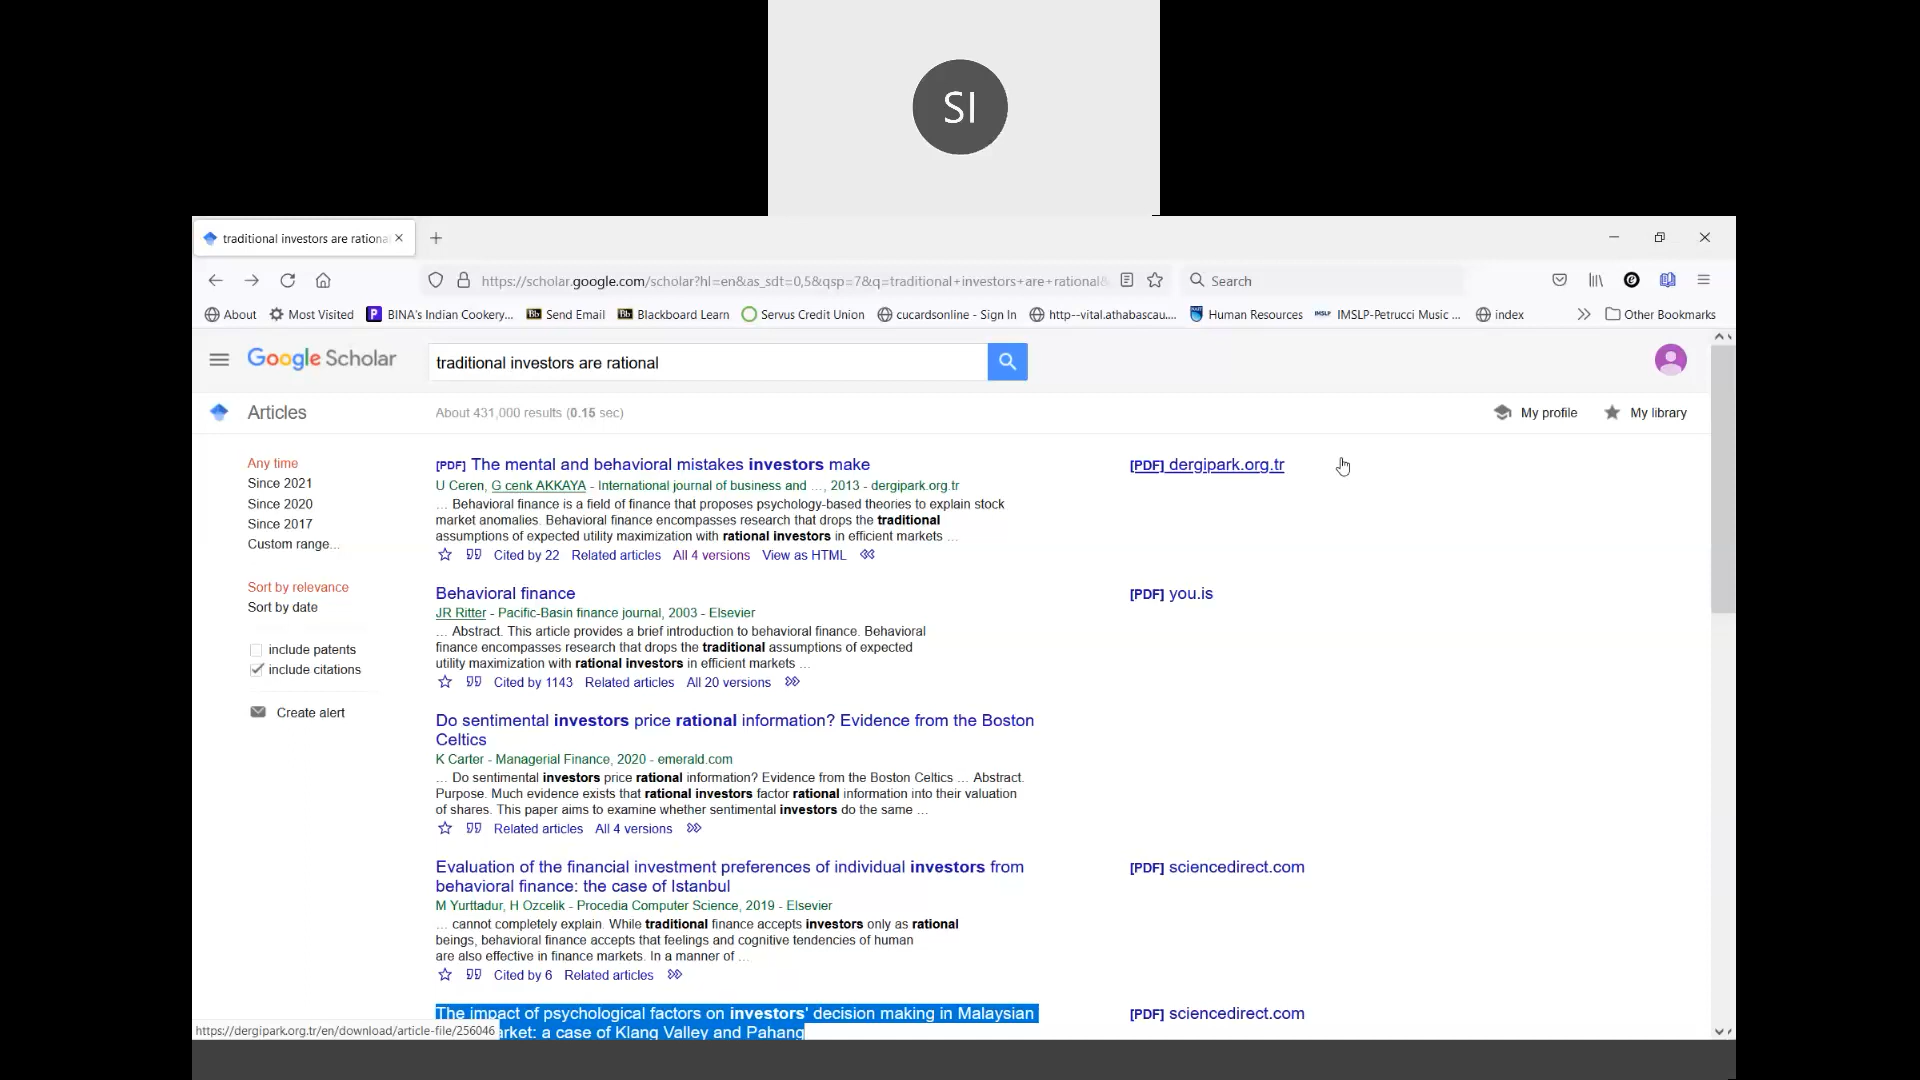 SI
traditional investors are rationa
https://scholar.google.com/scholar?hl=en&as_sdt=0,5&qsp=7&q=traditional+investors+are+rational&
Search
About
Most Visited
BINA's Indian Cookery...
Bb Send Email
Bb Blackboard Learn
Servus Credit Union
cucardsonline - Sign In
http--vital.athabascau....
Human Resources
IMSLP IMSLP-Petrucci Music ...
index
Other Bookmarks
Google Scholar
traditional investors are rational
Articles
About 431,000 results (0.15 sec)
My profile
My library
Any time
Since 2021
Since 2020
Since 2017
Custom range...
Sort by relevance
Sort by date
include patents
include citations
Create alert
[PDF] The mental and behavioral mistakes investors make
U Ceren, G cenk AKKAYA - International journal of business and ..., 2013 - dergipark.org.tr
... Behavioral finance is a field of finance that proposes psychology-based theories to explain stock
market anomalies. Behavioral finance encompasses research that drops the traditional
assumptions of expected utility maximization with rational investors in efficient markets ...
Cited by 22 Related articles All 4 versions View as HTML
[PDF] dergipark.org.tr
Behavioral finance
JR Ritter - Pacific-Basin finance journal, 2003 - Elsevier
... Abstract. This article provides a brief introduction to behavioral finance. Behavioral
finance encompasses research that drops the traditional assumptions of expected
utility maximization with rational investors in efficient markets ...
Cited by 1143 Related articles All 20 versions
[PDF] you.is
Do sentimental investors price rational information? Evidence from the Boston
Celtics
K Carter - Managerial Finance, 2020 - emerald.com
... Do sentimental investors price rational information? Evidence from the Boston Celtics ... Abstract.
Purpose. Much evidence exists that rational investors factor rational information into their valuation
of shares. This paper aims to examine whether sentimental investors do the same ...
Related articles All 4 versions
Evaluation of the financial investment preferences of individual investors from
behavioral finance: the case of Istanbul
M Yurttadur, H Ozcelik - Procedia Computer Science, 2019 - Elsevier
... cannot completely explain. While traditional finance accepts investors only as rational
beings, behavioral finance accepts that feelings and cognitive tendencies of human
are also effective in finance markets. In a manner of ...
Cited by 6 Related articles
[PDF] sciencedirect.com
The impact of psychological factors on investors' decision making in Malaysian
rket: a case of Klang Valley and Pahang
[PDF] sciencedirect.com
https://dergipark.org.tr/en/download/article-file/256046